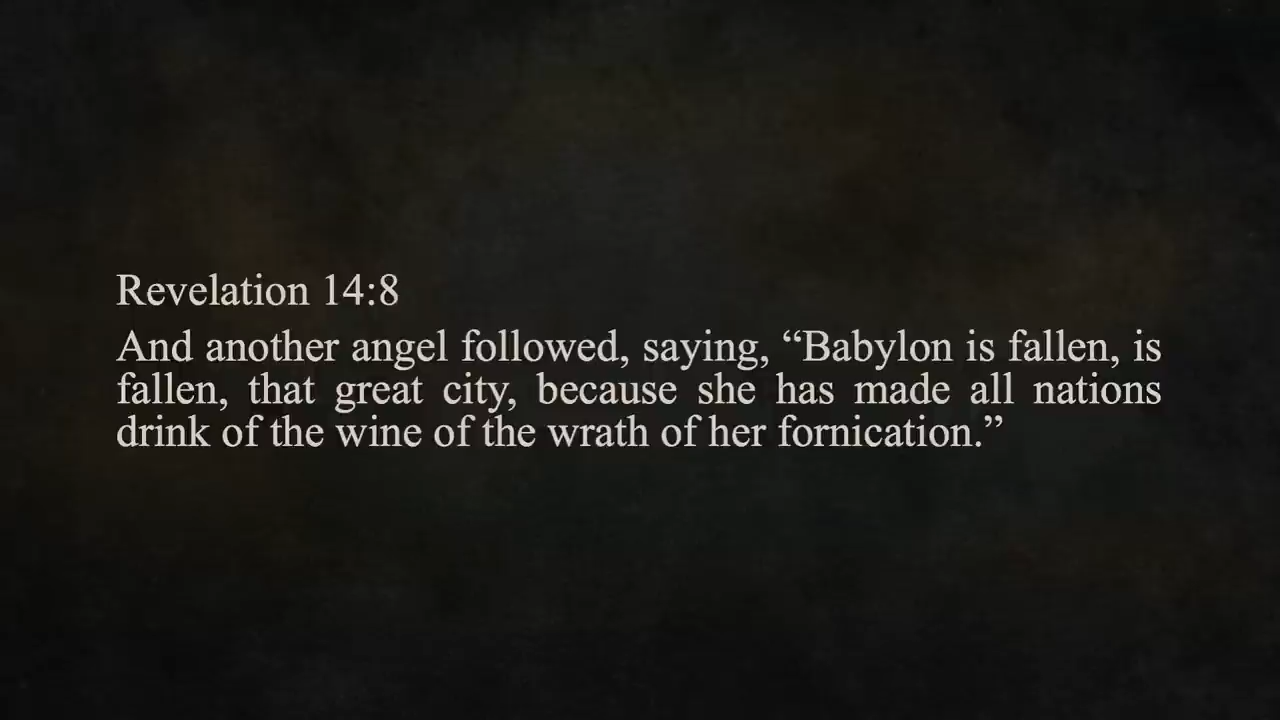 Revelation 14:8
And another angel followed, saying, “Babylon is fallen, is
fallen, that great city, because she has made all nations
drink of the wine of the wrath of her fornication.”